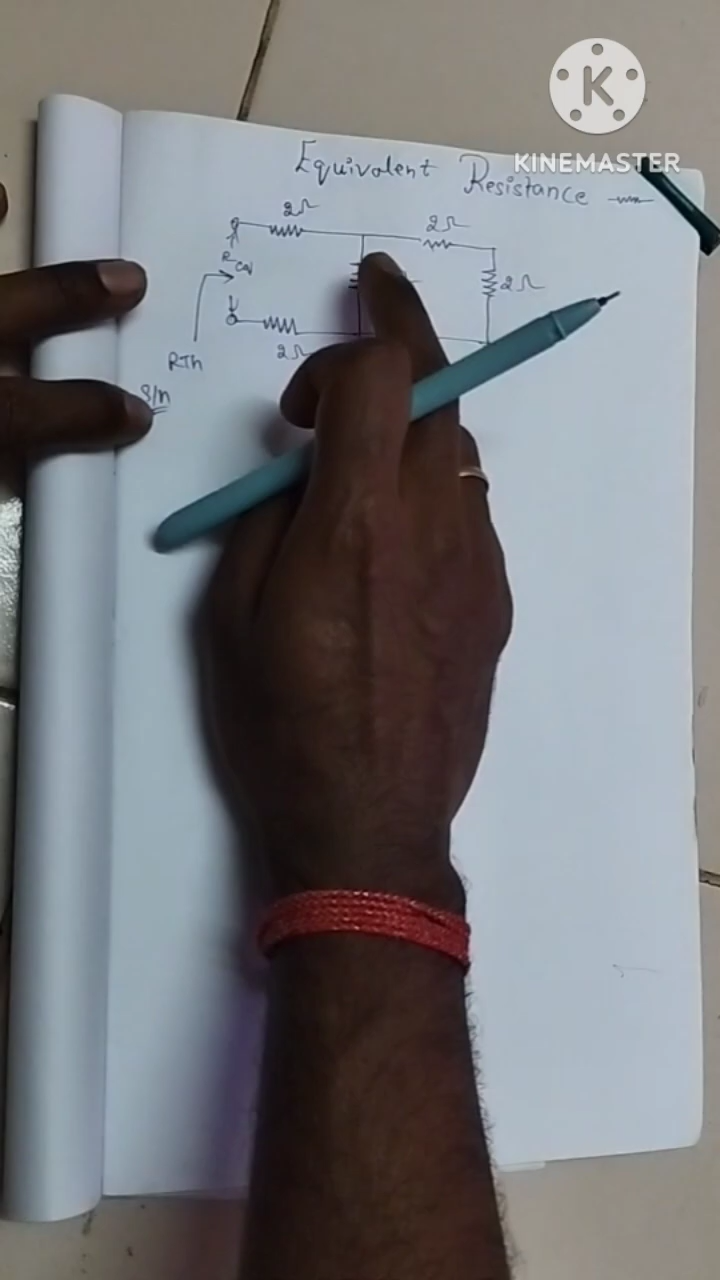 K
KINEMASTER
Equivalent Resistance
2Ω
2Ω
Req
2Ω
2Ω
RTh
S/n